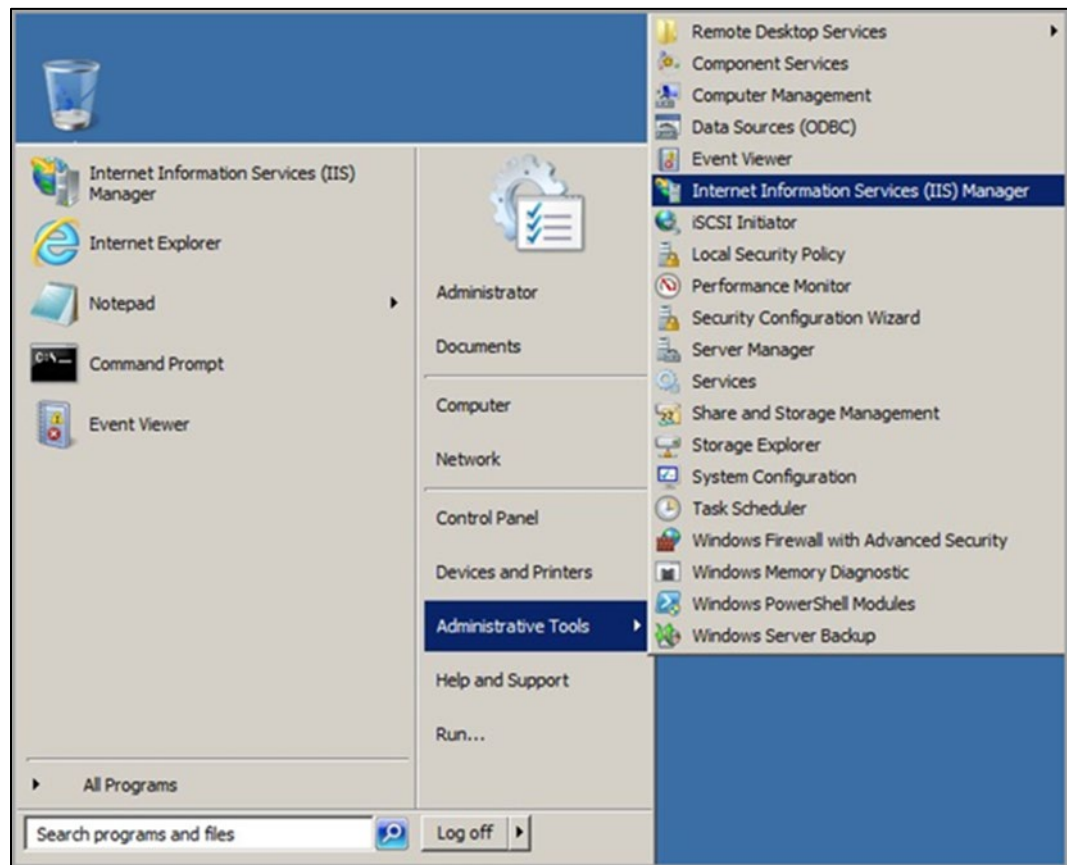 Internet Information Services (IIS)
Manager
Internet Explorer
Notepad
C:\
Command Prompt
Event Viewer
All Programs
Search programs and files
Administrator
Documents
Computer
Network
Control Panel
Devices and Printers
Administrative Tools
Help and Support
Run...
Log off
Remote Desktop Services
Component Services
Computer Management
Data Sources (ODBC)
Event Viewer
Internet Information Services (IIS) Manager
iSCSI Initiator
Local Security Policy
Performance Monitor
Security Configuration Wizard
Server Manager
Services
Share and Storage Management
Storage Explorer
System Configuration
Task Scheduler
Windows Firewall with Advanced Security
Windows Memory Diagnostic
Windows PowerShell Modules
Windows Server Backup